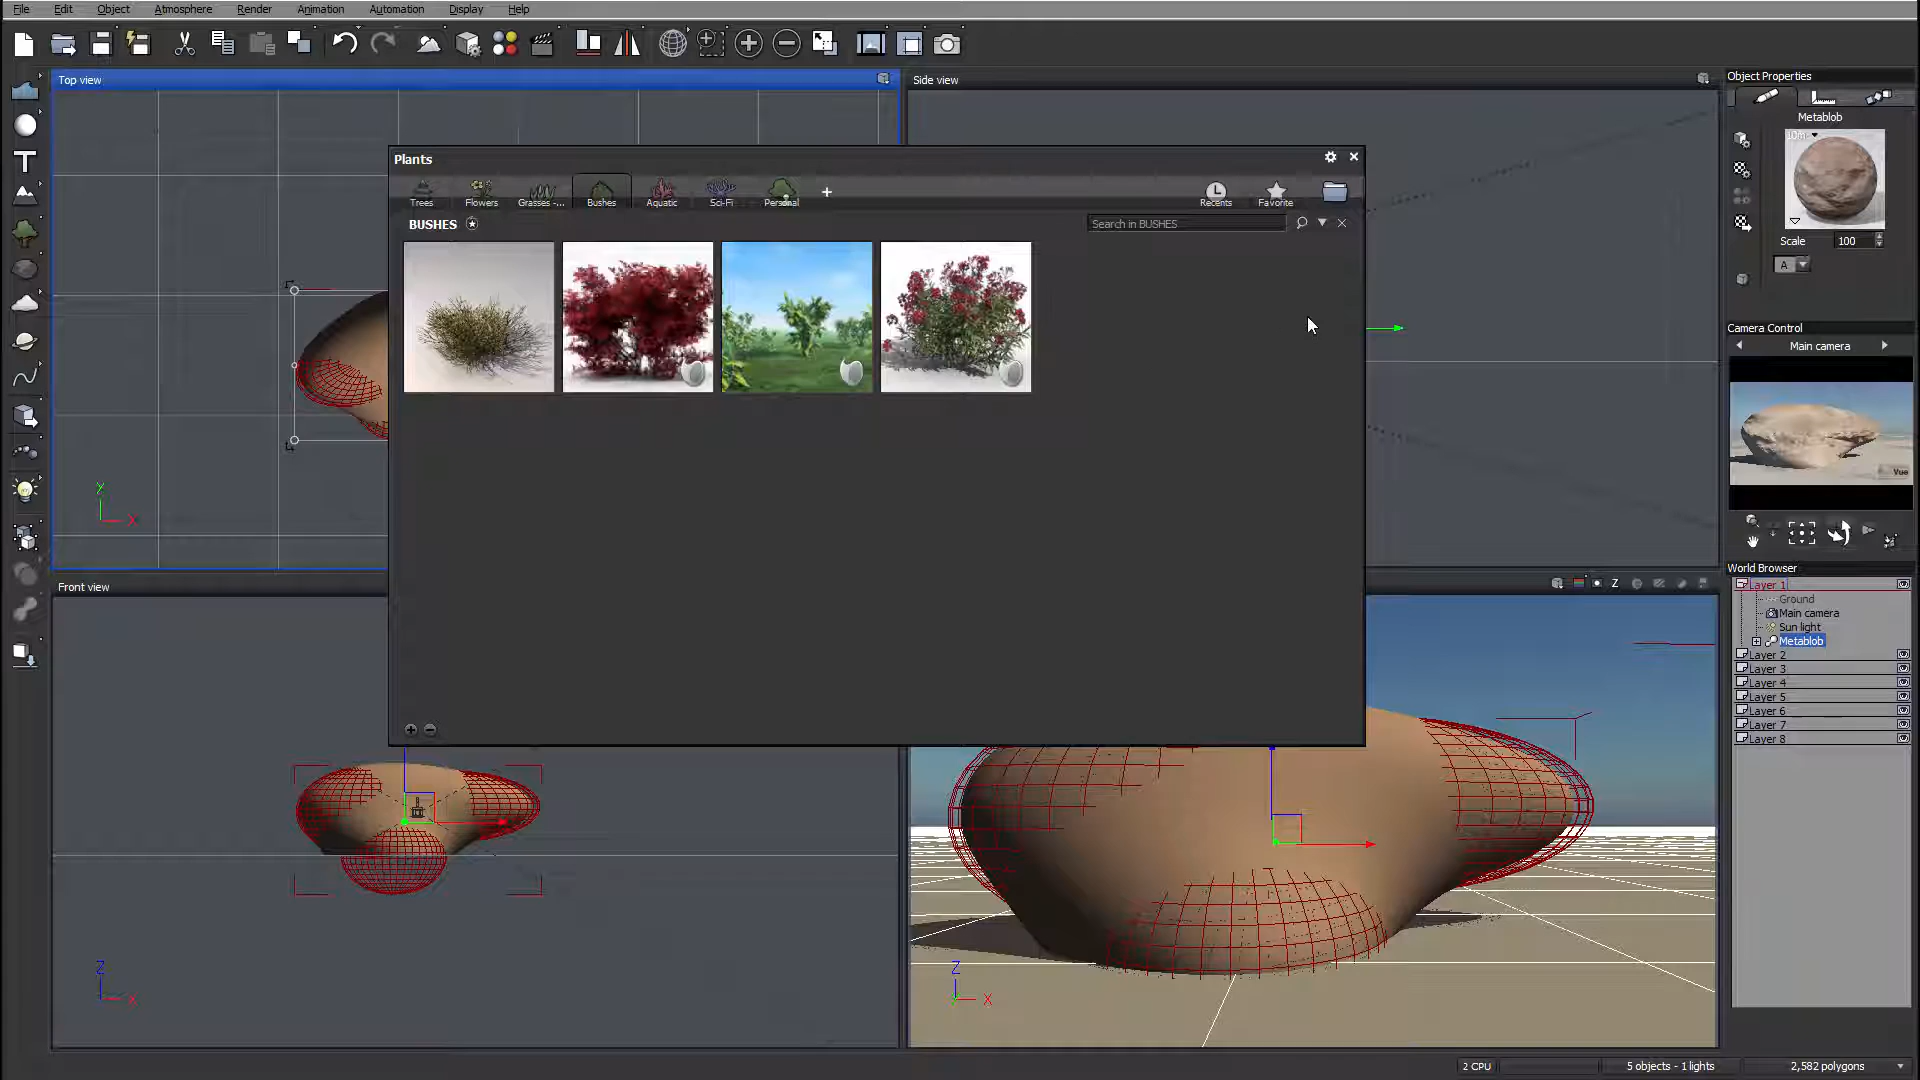 File Edit Object Atmosphere Render Animation Automation Display Help
Top view
Side view
Object Properties
Metablob
10M
Scale 100
A
Plants
Trees Flowers Grasses -... Bushes Aquatic Sci-Fi Personal + Recents Favorite
BUSHES
Search in BUSHES
Y
X
Camera Control
Main camera
Vue
Front view
Z
World Browser
Layer 1
Ground
Main camera
Sun light
Metablob
Layer 2
Layer 3
Layer 4
Layer 5
Layer 6
Layer 7
Layer 8
Z
X
Z
X
2 CPU
5 objects - 1 lights
2,582 polygons